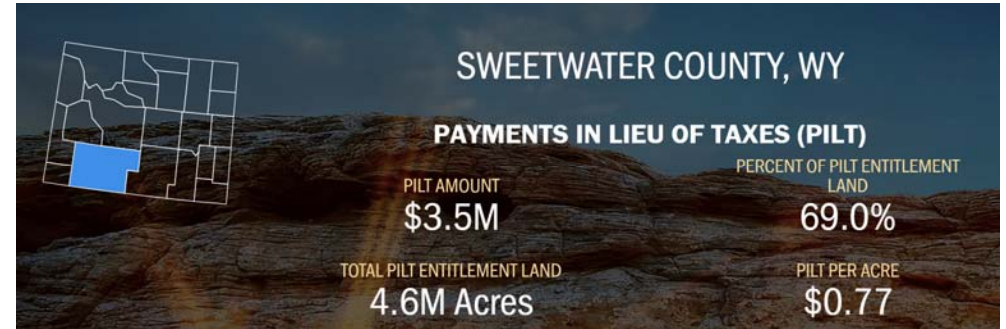 SWEETWATER COUNTY, WY
PAYMENTS IN LIEU OF TAXES (PILT)
PILT AMOUNT
$3.5M
PERCENT OF PILT ENTITLEMENT
LAND
69.0%
TOTAL PILT ENTITLEMENT LAND
4.6M Acres
PILT PER ACRE
$0.77